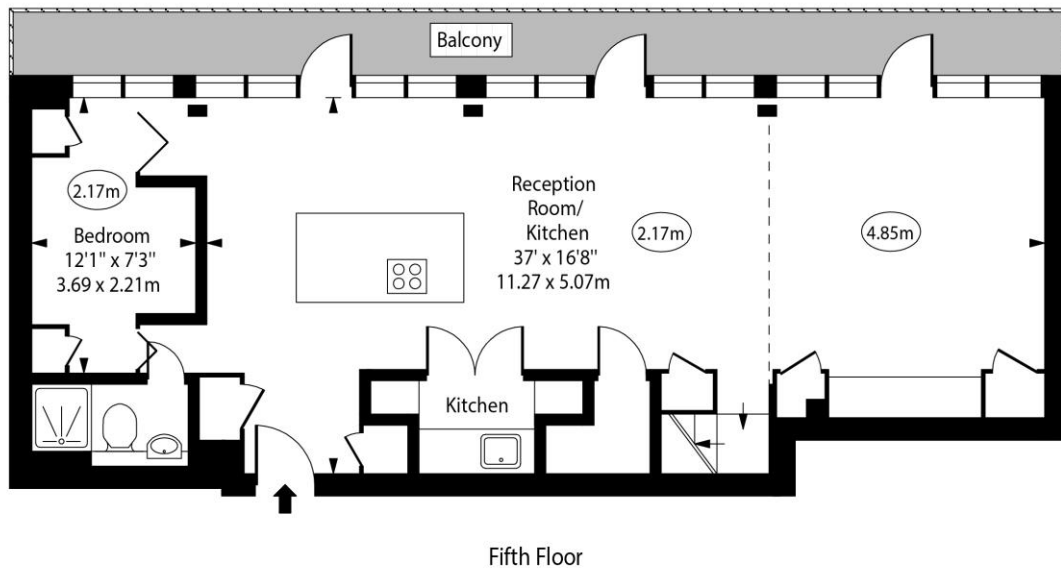 Balcony
2.17m
Bedroom
12'1" x 7'3"
3.69 x 2.21m
Reception
Room/
Kitchen
37' x 16'8"
11.27 x 5.07m
2.17m
4.85m
Kitchen
Fifth Floor